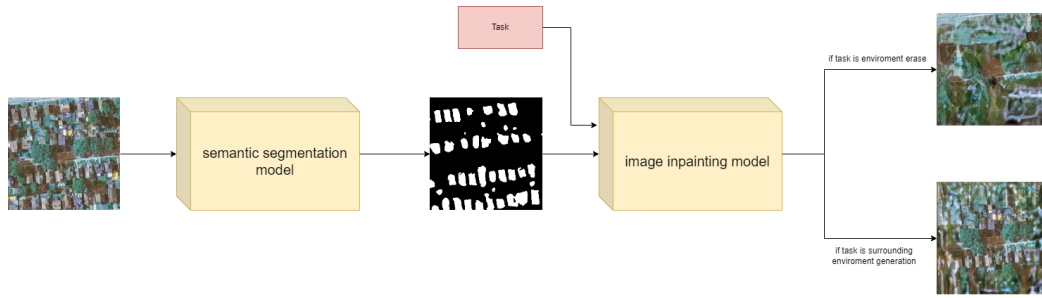 Task
if task is enviroment erase
semantic segmentation
model
image inpainting model
if task is surrounding
enviroment generation